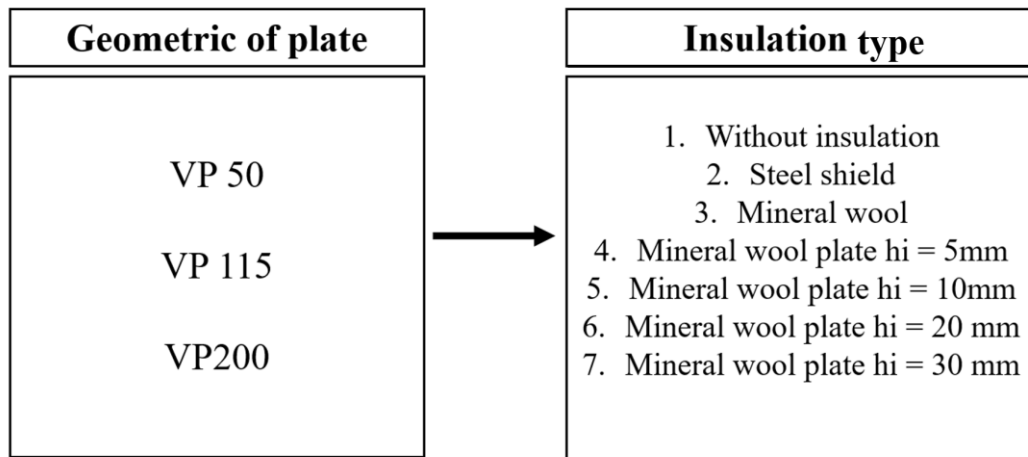 Geometric of plate
VP 50
VP 115
VP200
Insulation type
1. Without insulation
2. Steel shield
3. Mineral wool
4. Mineral wool plate hi = 5mm
5. Mineral wool plate hi = 10mm
6. Mineral wool plate hi = 20 mm
7. Mineral wool plate hi = 30 mm